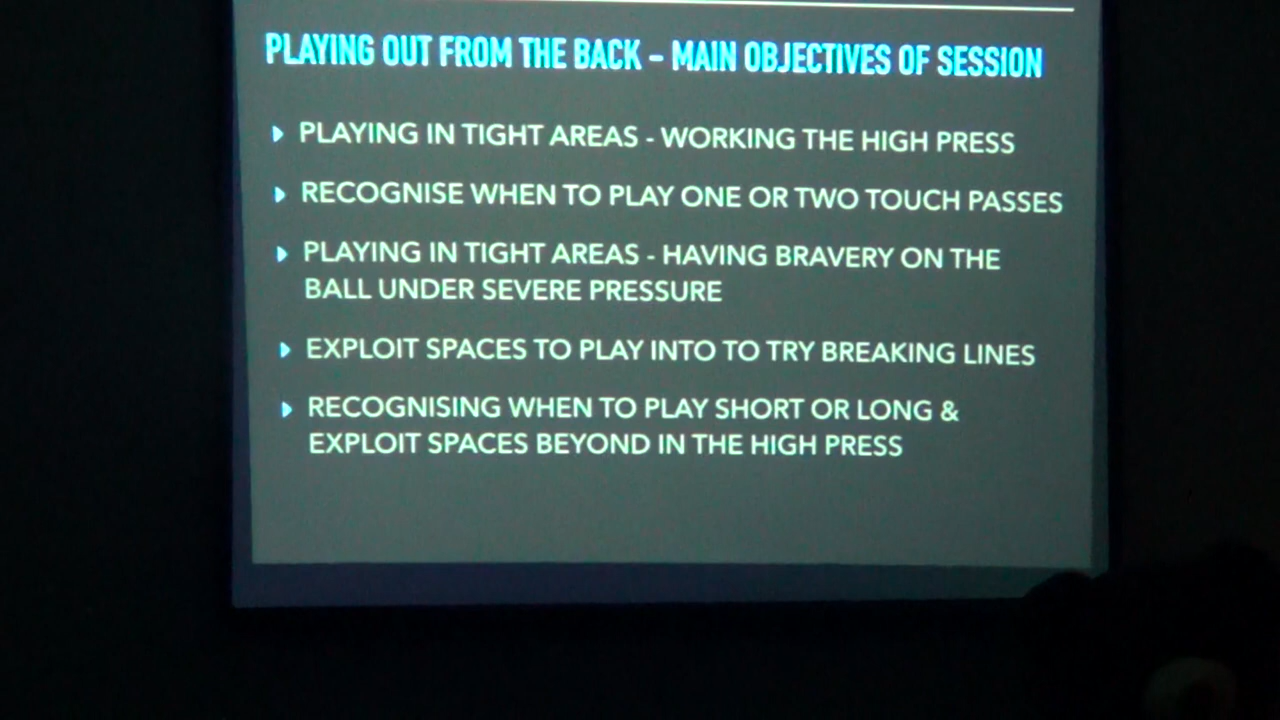 PLAYING OUT FROM THE BACK – MAIN OBJECTIVES OF SESSION
PLAYING IN TIGHT AREAS - WORKING THE HIGH PRESS
RECOGNISE WHEN TO PLAY ONE OR TWO TOUCH PASSES
PLAYING IN TIGHT AREAS - HAVING BRAVERY ON THE
BALL UNDER SEVERE PRESSURE
EXPLOIT SPACES TO PLAY INTO TO TRY BREAKING LINES
RECOGNISING WHEN TO PLAY SHORT OR LONG &
EXPLOIT SPACES BEYOND IN THE HIGH PRESS